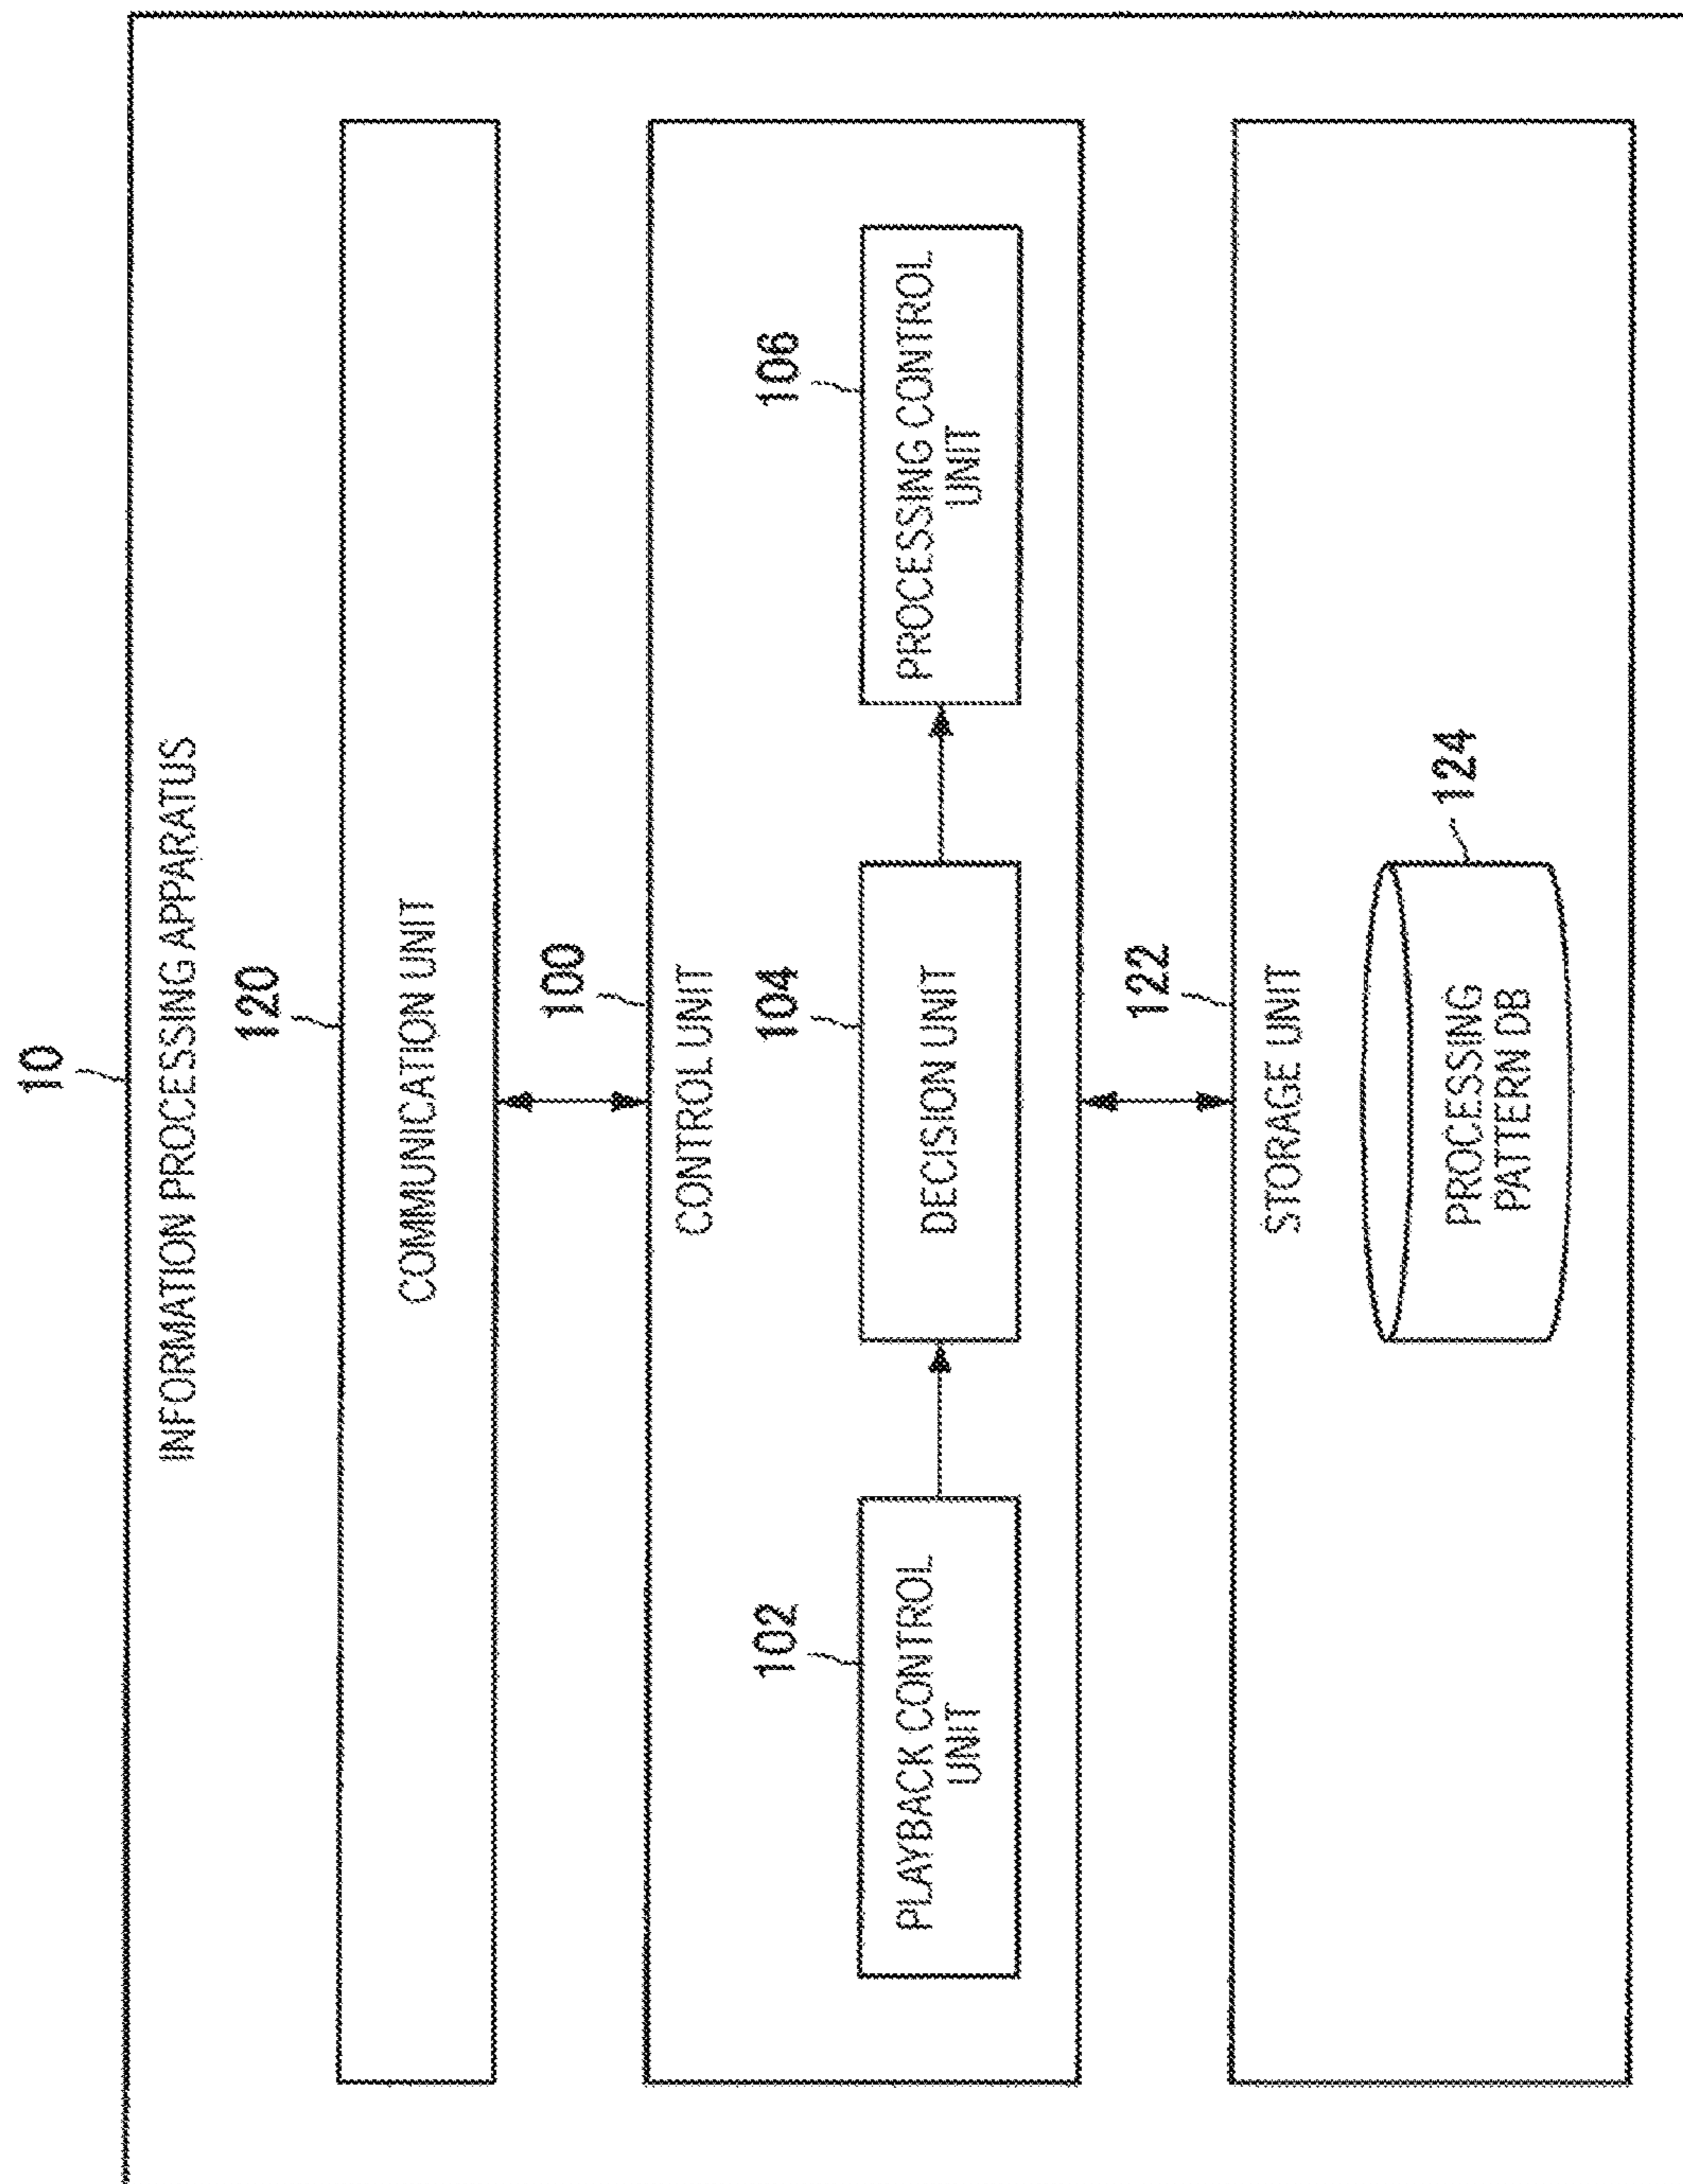 10
INFORMATION PROCESSING APPARATUS
120
COMMUNICATION UNIT
100
CONTROL UNIT
102
PLAYBACK CONTROL
UNIT
104
DECISION UNIT
106
PROCESSING CONTROL
UNIT
122
STORAGE UNIT
124
PROCESSING
PATTERN DB